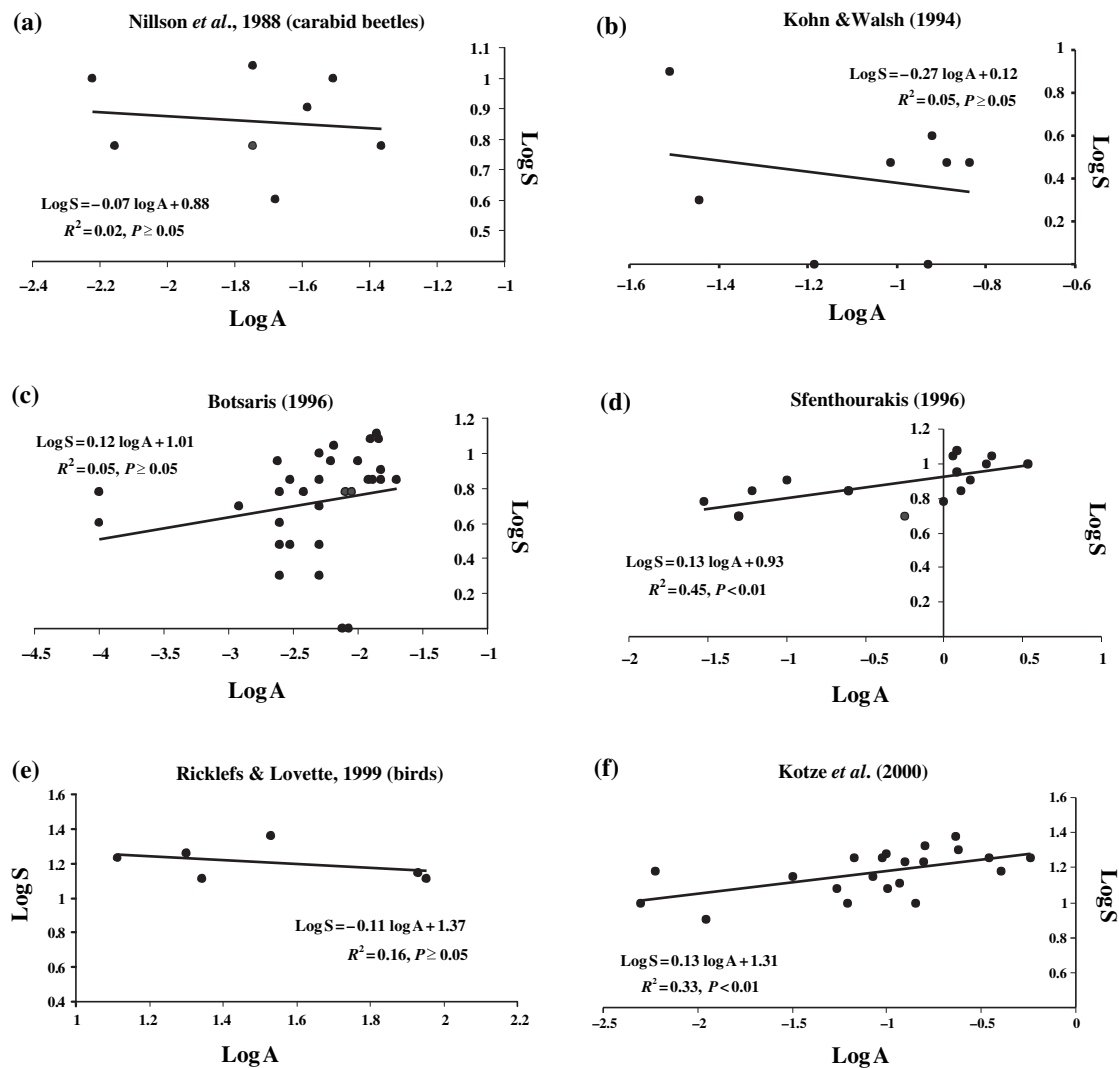 (a)
Nillson et al., 1988 (carabid beetles)
1.1
1
0.9
0.8
0.7
0.6
0.5
Log S
Log S = −0.07 log A + 0.88
R² = 0.02, P ≥ 0.05
−2.4 −2.2 −2 −1.8 −1.6 −1.4 −1.2 −1
Log A
(b)
Kohn & Walsh (1994)
Log S = −0.27 log A + 0.12
R² = 0.05, P ≥ 0.05
1
0.8
0.6
0.4
0.2
Log S
−1.6 −1.4 −1.2 −1 −0.8 −0.6
Log A
(c)
Botsaris (1996)
Log S = 0.12 log A + 1.01
R² = 0.05, P ≥ 0.05
1.2
1
0.8
0.6
0.4
0.2
Log S
−4.5 −4 −3.5 −3 −2.5 −2 −1.5 −1
Log A
(d)
Sfenthourakis (1996)
1.2
1
0.8
0.6
0.4
0.2
Log S
Log S = 0.13 log A + 0.93
R² = 0.45, P < 0.01
−2 −1.5 −1 −0.5 0 0.5 1
Log A
(e)
Ricklefs & Lovette, 1999 (birds)
1.6
1.4
1.2
1
0.8
0.6
0.4
Log S
Log S = −0.11 log A + 1.37
R² = 0.16, P ≥ 0.05
1 1.2 1.4 1.6 1.8 2 2.2
Log A
(f)
Kotze et al. (2000)
1.6
1.4
1.2
1
0.8
0.6
0.4
Log S
Log S = 0.13 log A + 1.31
R² = 0.33, P < 0.01
−2.5 −2 −1.5 −1 −0.5 0
Log A